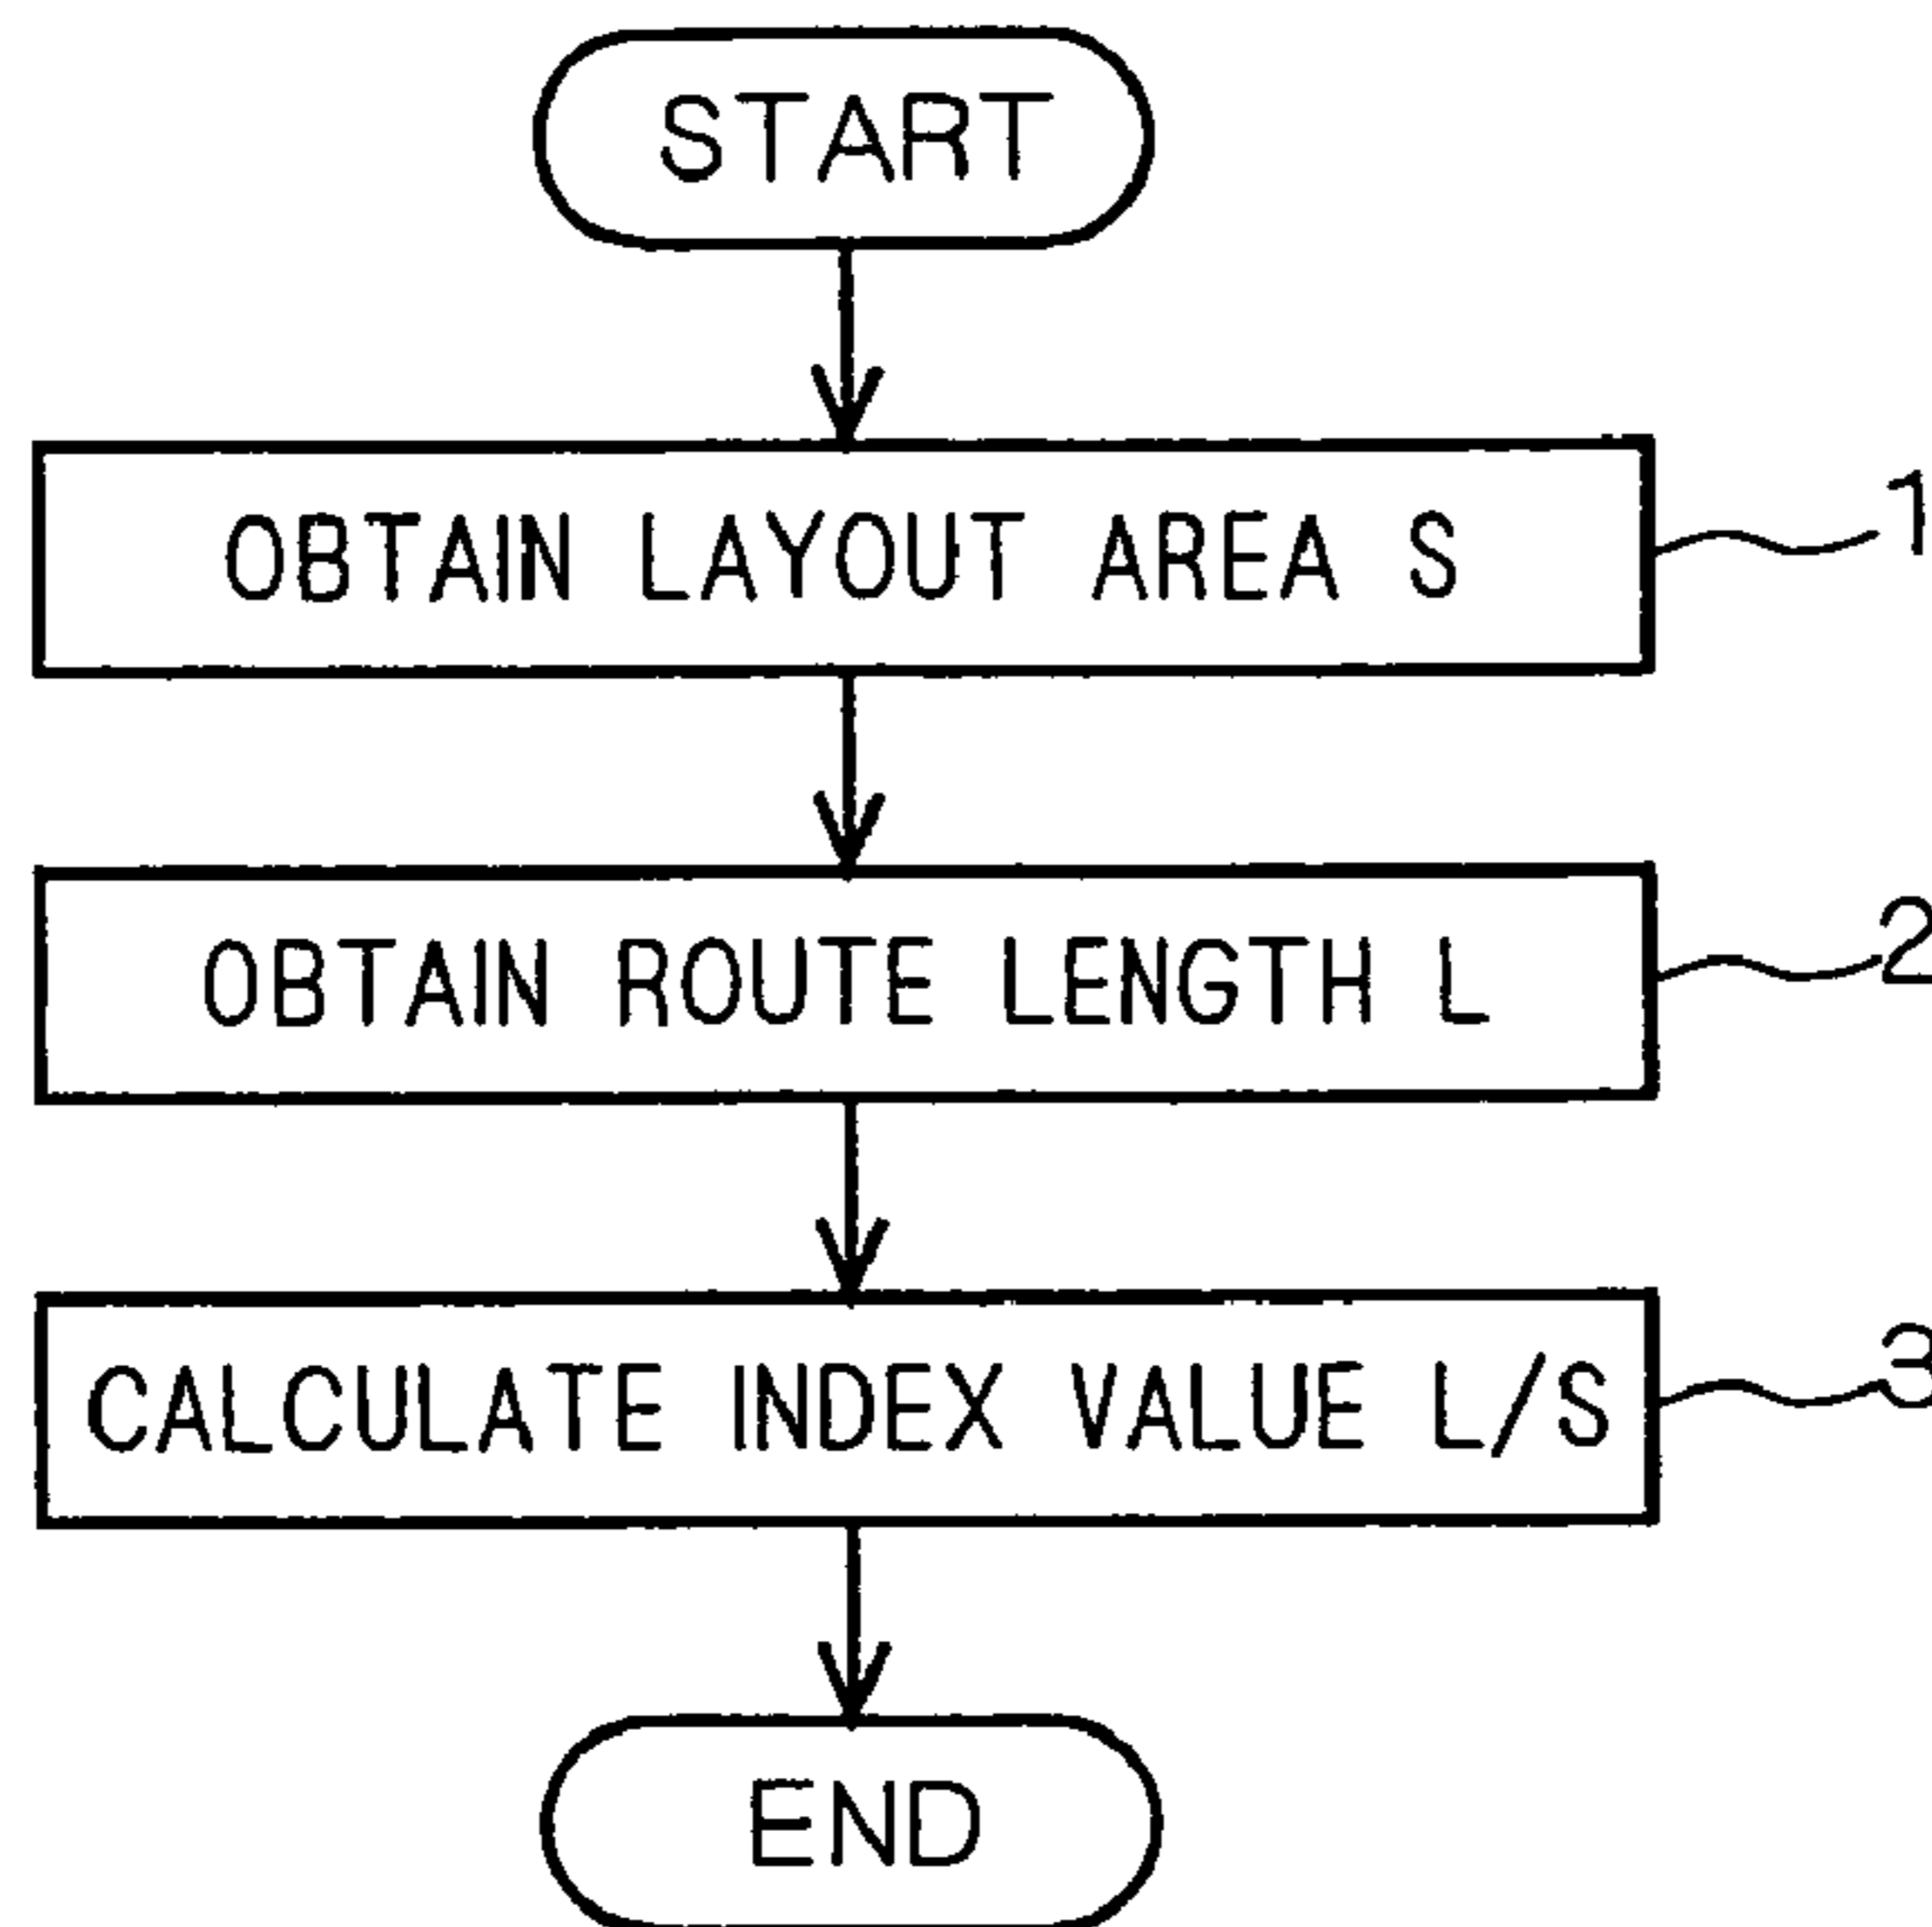 START
OBTAIN LAYOUT AREA S
1
OBTAIN ROUTE LENGTH L
2
CALCULATE INDEX VALUE L/S
3
END